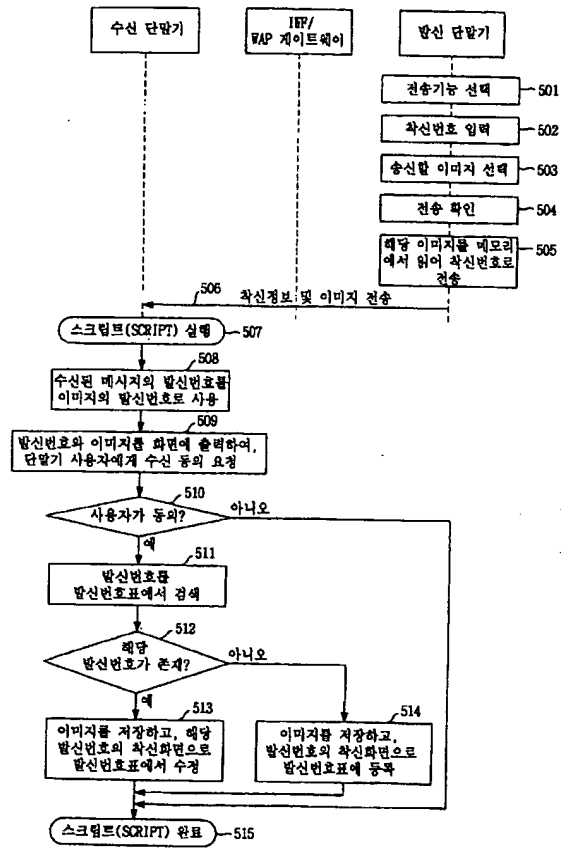 수신 단말기
IWF/
WAP 게이트웨이
발신 단말기
전송기능 선택
501
착신번호 입력
502
송신할 이미지 선택
503
전송 확인
504
해당 이미지를 메모리
에서 읽어 착신번호로
전송
505
506
착신정보 및 이미지 전송
스크립트(SCRIPT) 실행
507
508
수신된 메시지의 발신번호를
이미지의 발신번호로 사용
509
발신번호와 이미지를 화면에 출력하여,
단말기 사용자에게 수신 동의 요청
510
사용자가 동의?
아니오
예
511
발신번호를
발신번호표에서 검색
512
해당
발신번호가 존재?
아니오
예
513
이미지를 저장하고, 해당
발신번호의 착신화면으로
발신번호표에서 수정
514
이미지를 저장하고,
발신번호의 착신화면으로
발신번호표에 등록
스크립트(SCRIPT) 완료
515